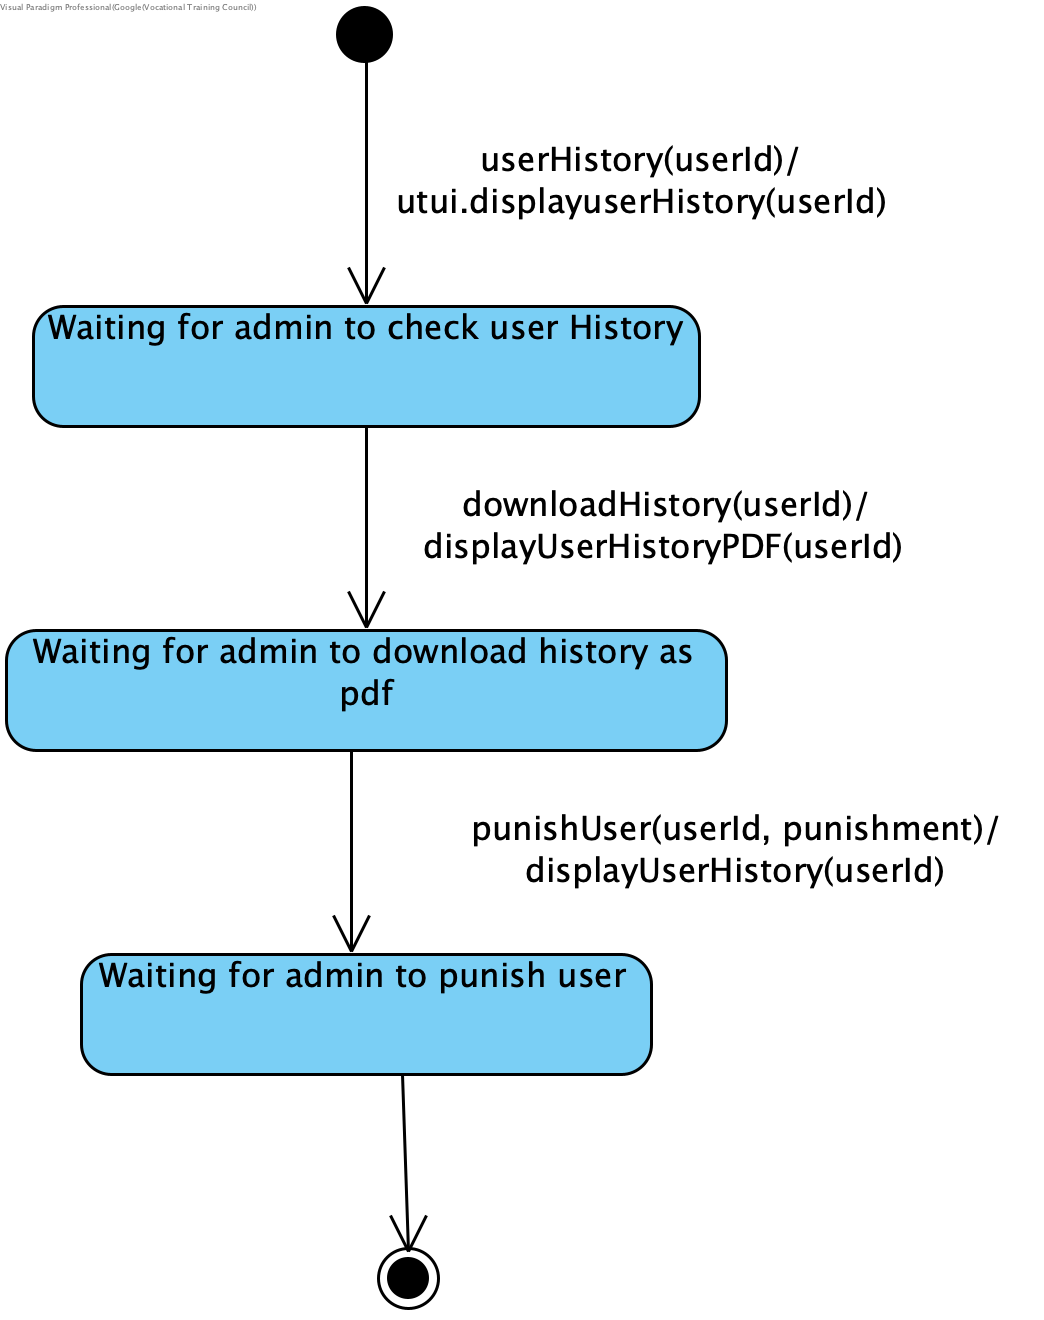 Visual Paradigm Professional(Google(Vocational Training Council))
userHistory(userId)/
utui.displayuserHistory(userId)
Waiting for admin to check user History
downloadHistory(userId)/
displayUserHistoryPDF(userId)
Waiting for admin to download history as
pdf
punishUser(userId, punishment)/
displayUserHistory(userId)
Waiting for admin to punish user